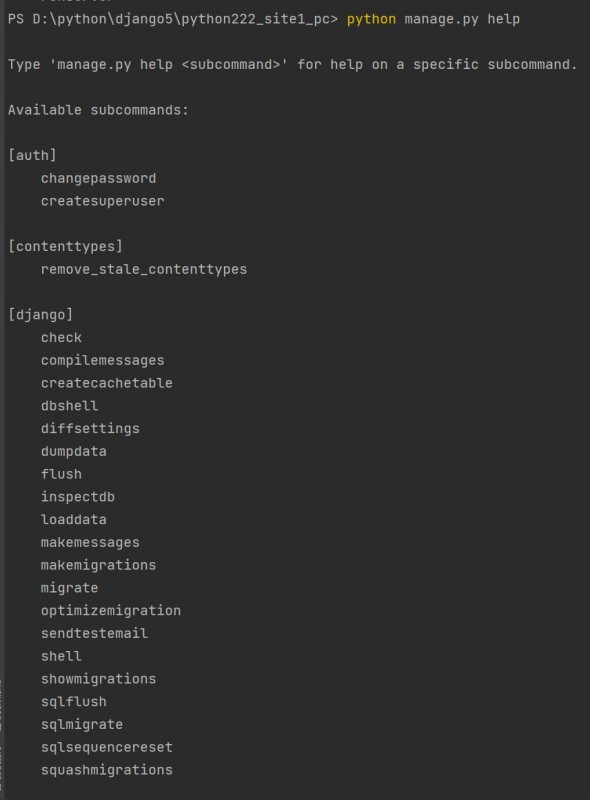 PS D:\python\django5\python222_site1_pc> python manage.py help
Type 'manage.py help <subcommand>' for help on a specific subcommand.
Available subcommands:
[auth]
changepassword
createsuperuser
[contenttypes]
remove_stale_contenttypes
[django]
check
compilemessages
createcachetable
dbshell
diffsettings
dumpdata
flush
inspectdb
loaddata
makemessages
makemigrations
migrate
optimizemigration
sendtestemail
shell
showmigrations
sqlflush
sqlmigrate
sqlsequencereset
squashmigrations